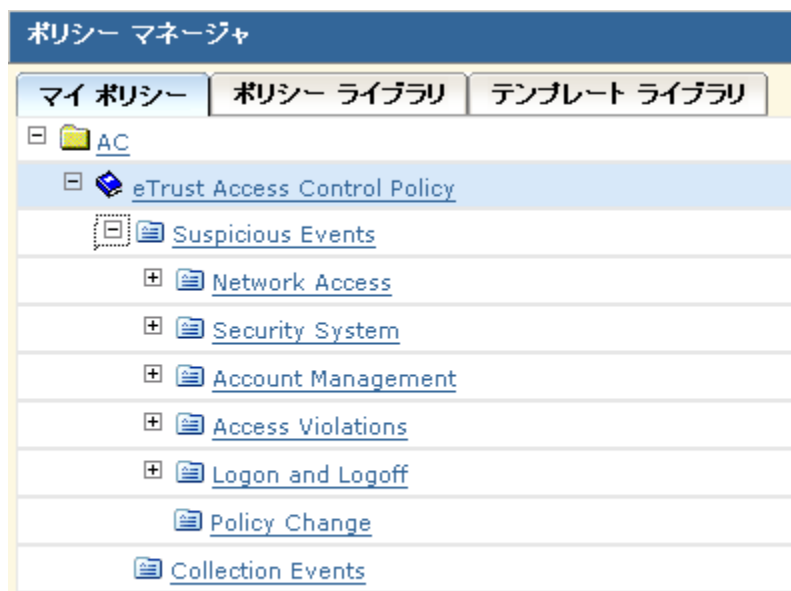 ポリシー マネージャ
マイ ポリシー ポリシー ライブラリ テンプレート ライブラリ
AC
eTrust Access Control Policy
Suspicious Events
Network Access
Security System
Account Management
Access Violations
Logon and Logoff
Policy Change
Collection Events